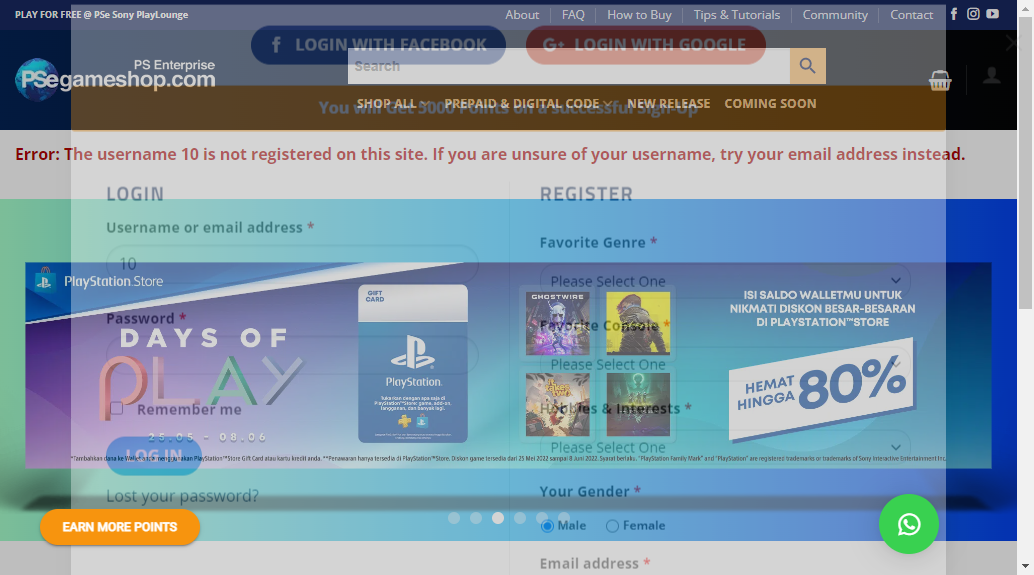 PLAY FOR FREE @ PSe Sony PlayLounge
About FAQ How to Buy Tips & Tutorials Community Contact
LOGIN WITH FACEBOOK
G+ LOGIN WITH GOOGLE
PS Enterprise
PSegameshop.com
Search
SHOP ALL PREPAID & DIGITAL CODE NEW RELEASE COMING SOON
You will Get 3000 Points on a successful Sign-Up
Error: The username 10 is not registered on this site. If you are unsure of your username, try your email address instead.
LOGIN
REGISTER
Username or email address *
Favorite Genre *
10
Please Select One
PlayStation.Store
GIFT CARD
GHOSTWIRE
ISI SALDO WALLETMU UNTUK
NIKMATI DISKON BESAR-BESARAN
DI PLAYSTATION™STORE
Password *
Favorite Console *
DAYS OF
PLAY
PlayStation.
Please Select One
HEMAT
HINGGA
80%
Remember me
Hobbies & Interests *
25.05 - 08.06
LOG IN
Please Select One
Lost your password?
Your Gender *
EARN MORE POINTS
Male Female
Email address *